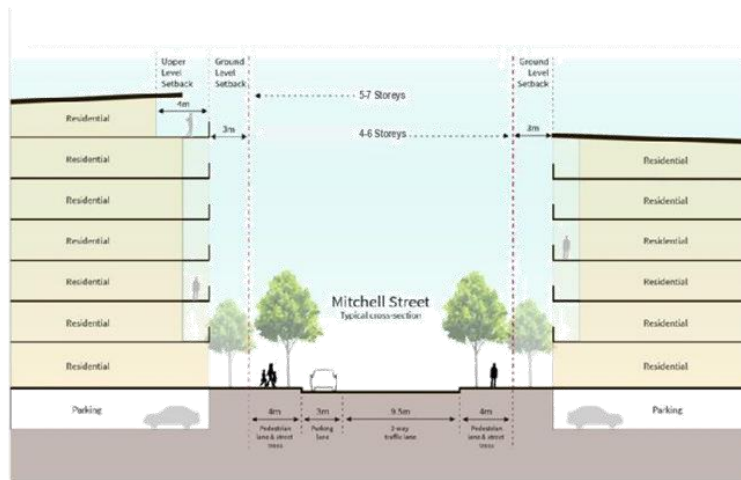 Upper
Level
Setback
Ground
Level
Setback
Ground
Level
Setback
5-7 Storeys
4m
Residential
3m
4-6 Storeys
3m
Residential
Residential
Residential
Residential
Residential
Residential
Residential
Residential
Mitchell Street
Typical cross-section
Residential
Residential
Residential
Residential
Parking
Parking
4m
3m
9.5m
4m
Pedestrian
lane & street
trees
Parking
lane
2-way
traffic lane
Pedestrian
lane & street
trees